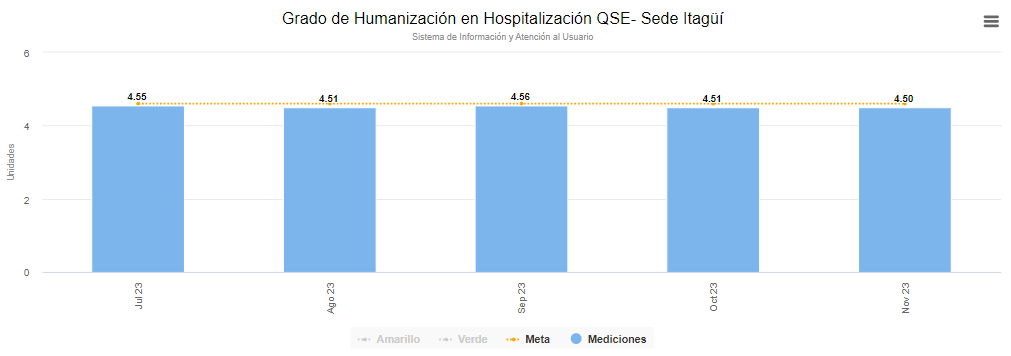 Grado de Humanización en Hospitalización QSE- Sede Itagüí
Sistema de Información y Atención al Usuario
Unidades
6
4
2
0
4.55
4.51
4.56
4.51
4.50
Jul 23
Ago 23
Sep 23
Oct 23
Nov 23
Amarillo Verde Meta Mediciones